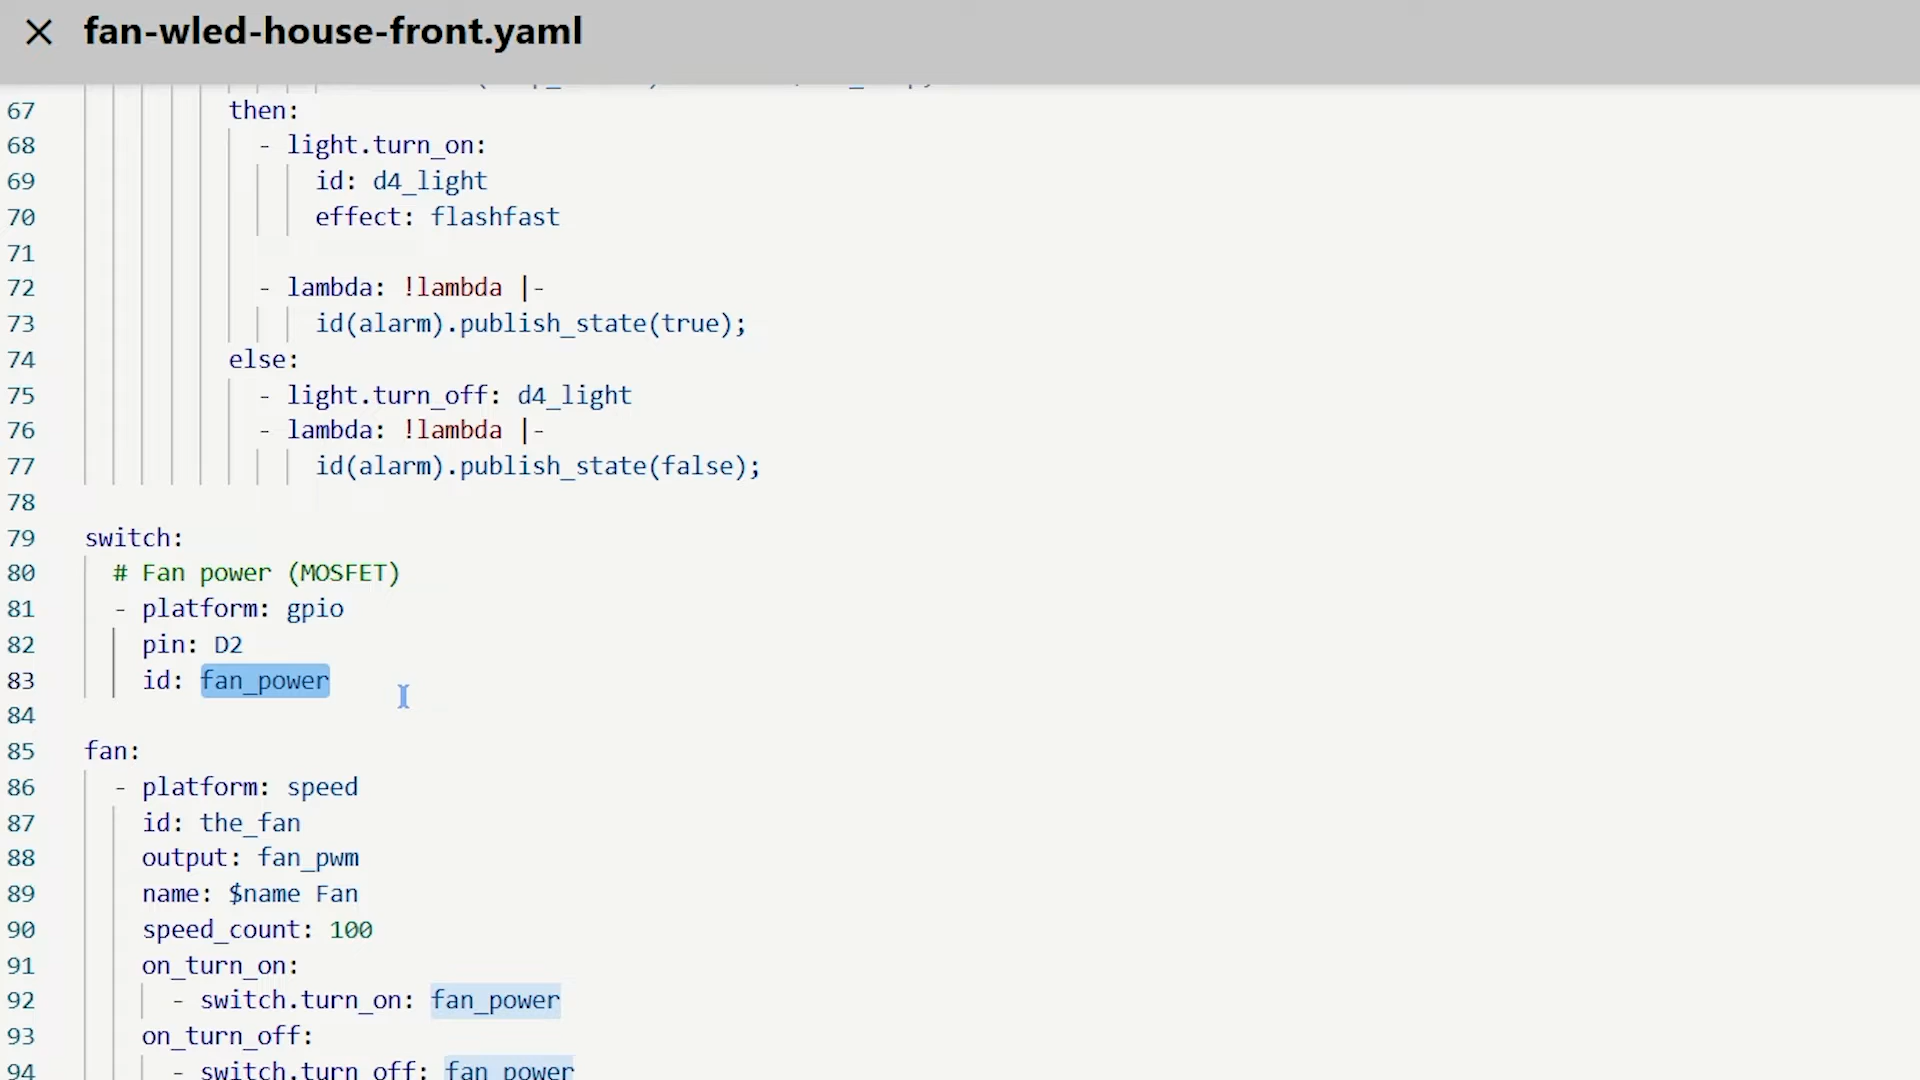 fan-wled-house-front.yaml
67 then:
68 - light.turn_on:
69 id: d4_light
70 effect: flashfast
71
72 - lambda: !lambda |-
73 id(alarm).publish_state(true);
74 else:
75 - light.turn_off: d4_light
76 - lambda: !lambda |-
77 id(alarm).publish_state(false);
78
79 switch:
80 # Fan power (MOSFET)
81 - platform: gpio
82 pin: D2
83 id: fan_power
84
85 fan:
86 - platform: speed
87 id: the_fan
88 output: fan_pwm
89 name: $name Fan
90 speed_count: 100
91 on_turn_on:
92 - switch.turn_on: fan_power
93 on_turn_off:
94 - switch.turn_off: fan_power